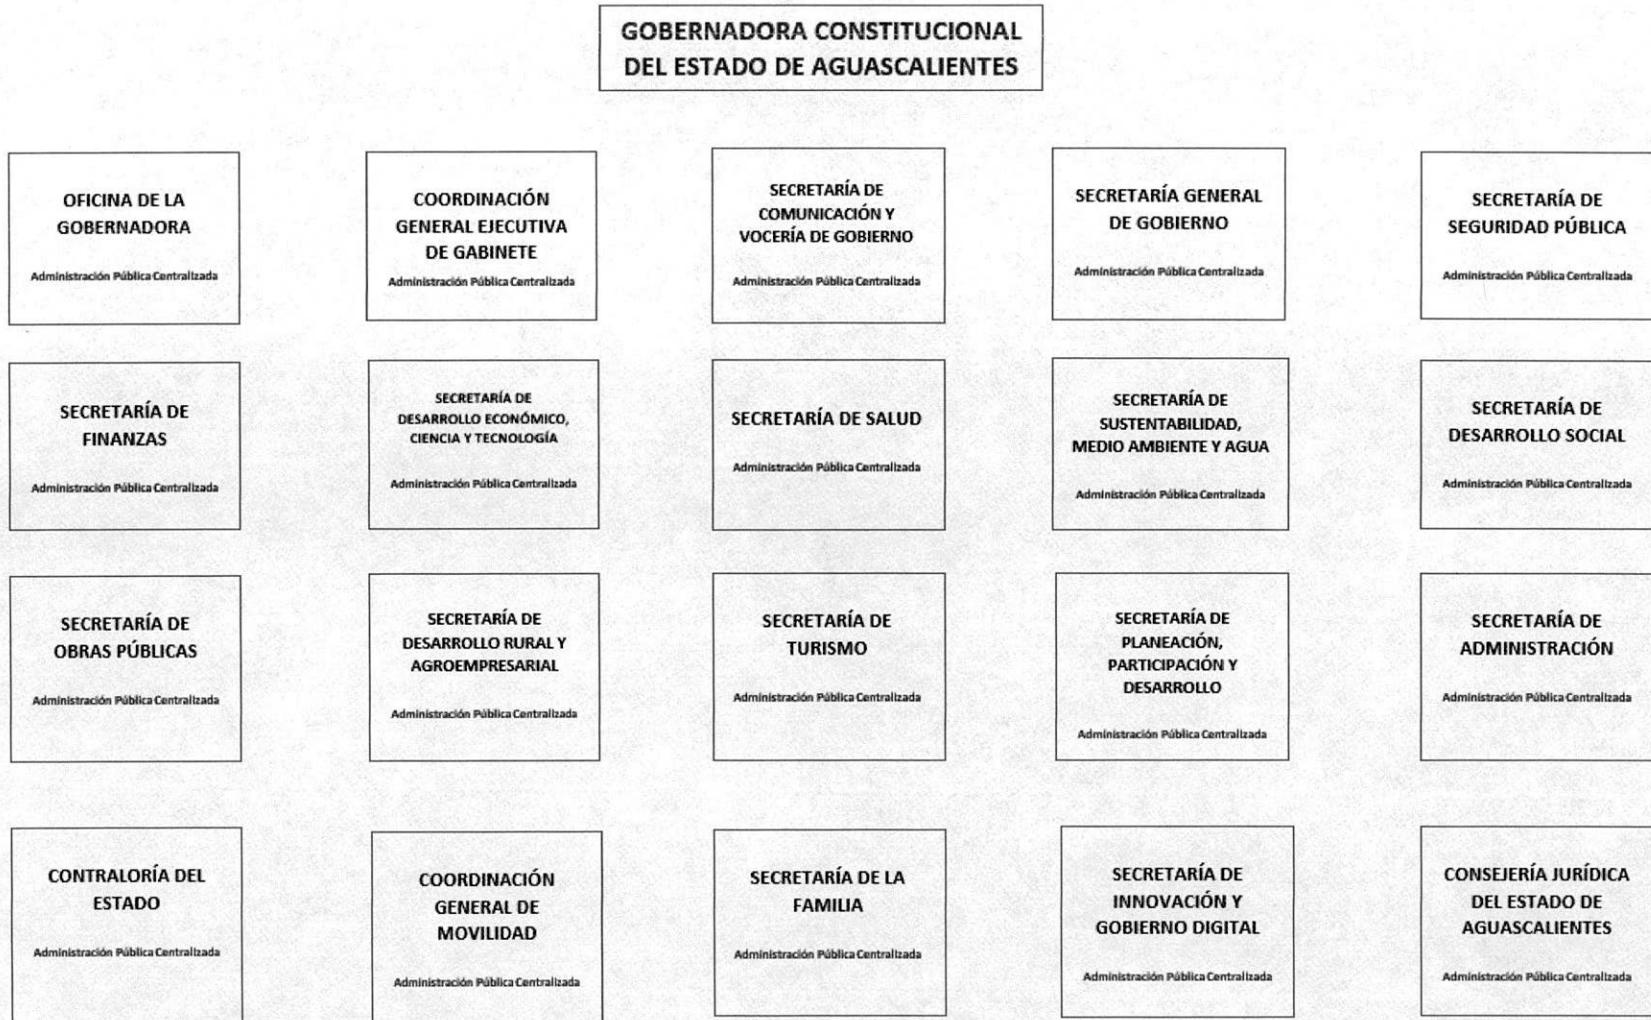 GOBERNADORA CONSTITUCIONAL
DEL ESTADO DE AGUASCALIENTES
OFICINA DE LA
GOBERNADORA
Administración Pública Centralizada
COORDINACIÓN
GENERAL EJECUTIVA
DE GABINETE
Administración Pública Centralizada
SECRETARÍA DE
COMUNICACIÓN Y
VOCERÍA DE GOBIERNO
Administración Pública Centralizada
SECRETARÍA GENERAL
DE GOBIERNO
Administración Pública Centralizada
SECRETARÍA DE
SEGURIDAD PÚBLICA
Administración Pública Centralizada
SECRETARÍA DE
FINANZAS
Administración Pública Centralizada
SECRETARÍA DE
DESARROLLO ECONÓMICO,
CIENCIA Y TECNOLOGÍA
Administración Pública Centralizada
SECRETARÍA DE SALUD
Administración Pública Centralizada
SECRETARÍA DE
SUSTENTABILIDAD,
MEDIO AMBIENTE Y AGUA
Administración Pública Centralizada
SECRETARÍA DE
DESARROLLO SOCIAL
Administración Pública Centralizada
SECRETARÍA DE
OBRAS PÚBLICAS
Administración Pública Centralizada
SECRETARÍA DE
DESARROLLO RURAL Y
AGROEMPRESARIAL
Administración Pública Centralizada
SECRETARÍA DE
TURISMO
Administración Pública Centralizada
SECRETARÍA DE
PLANEACIÓN,
PARTICIPACIÓN Y
DESARROLLO
Administración Pública Centralizada
SECRETARÍA DE
ADMINISTRACIÓN
Administración Pública Centralizada
CONTRALORÍA DEL
ESTADO
Administración Pública Centralizada
COORDINACIÓN
GENERAL DE
MOVILIDAD
Administración Pública Centralizada
SECRETARÍA DE LA
FAMILIA
Administración Pública Centralizada
SECRETARÍA DE
INNOVACIÓN Y
GOBIERNO DIGITAL
Administración Pública Centralizada
CONSEJERÍA JURÍDICA
DEL ESTADO DE
AGUASCALIENTES
Administración Pública Centralizada